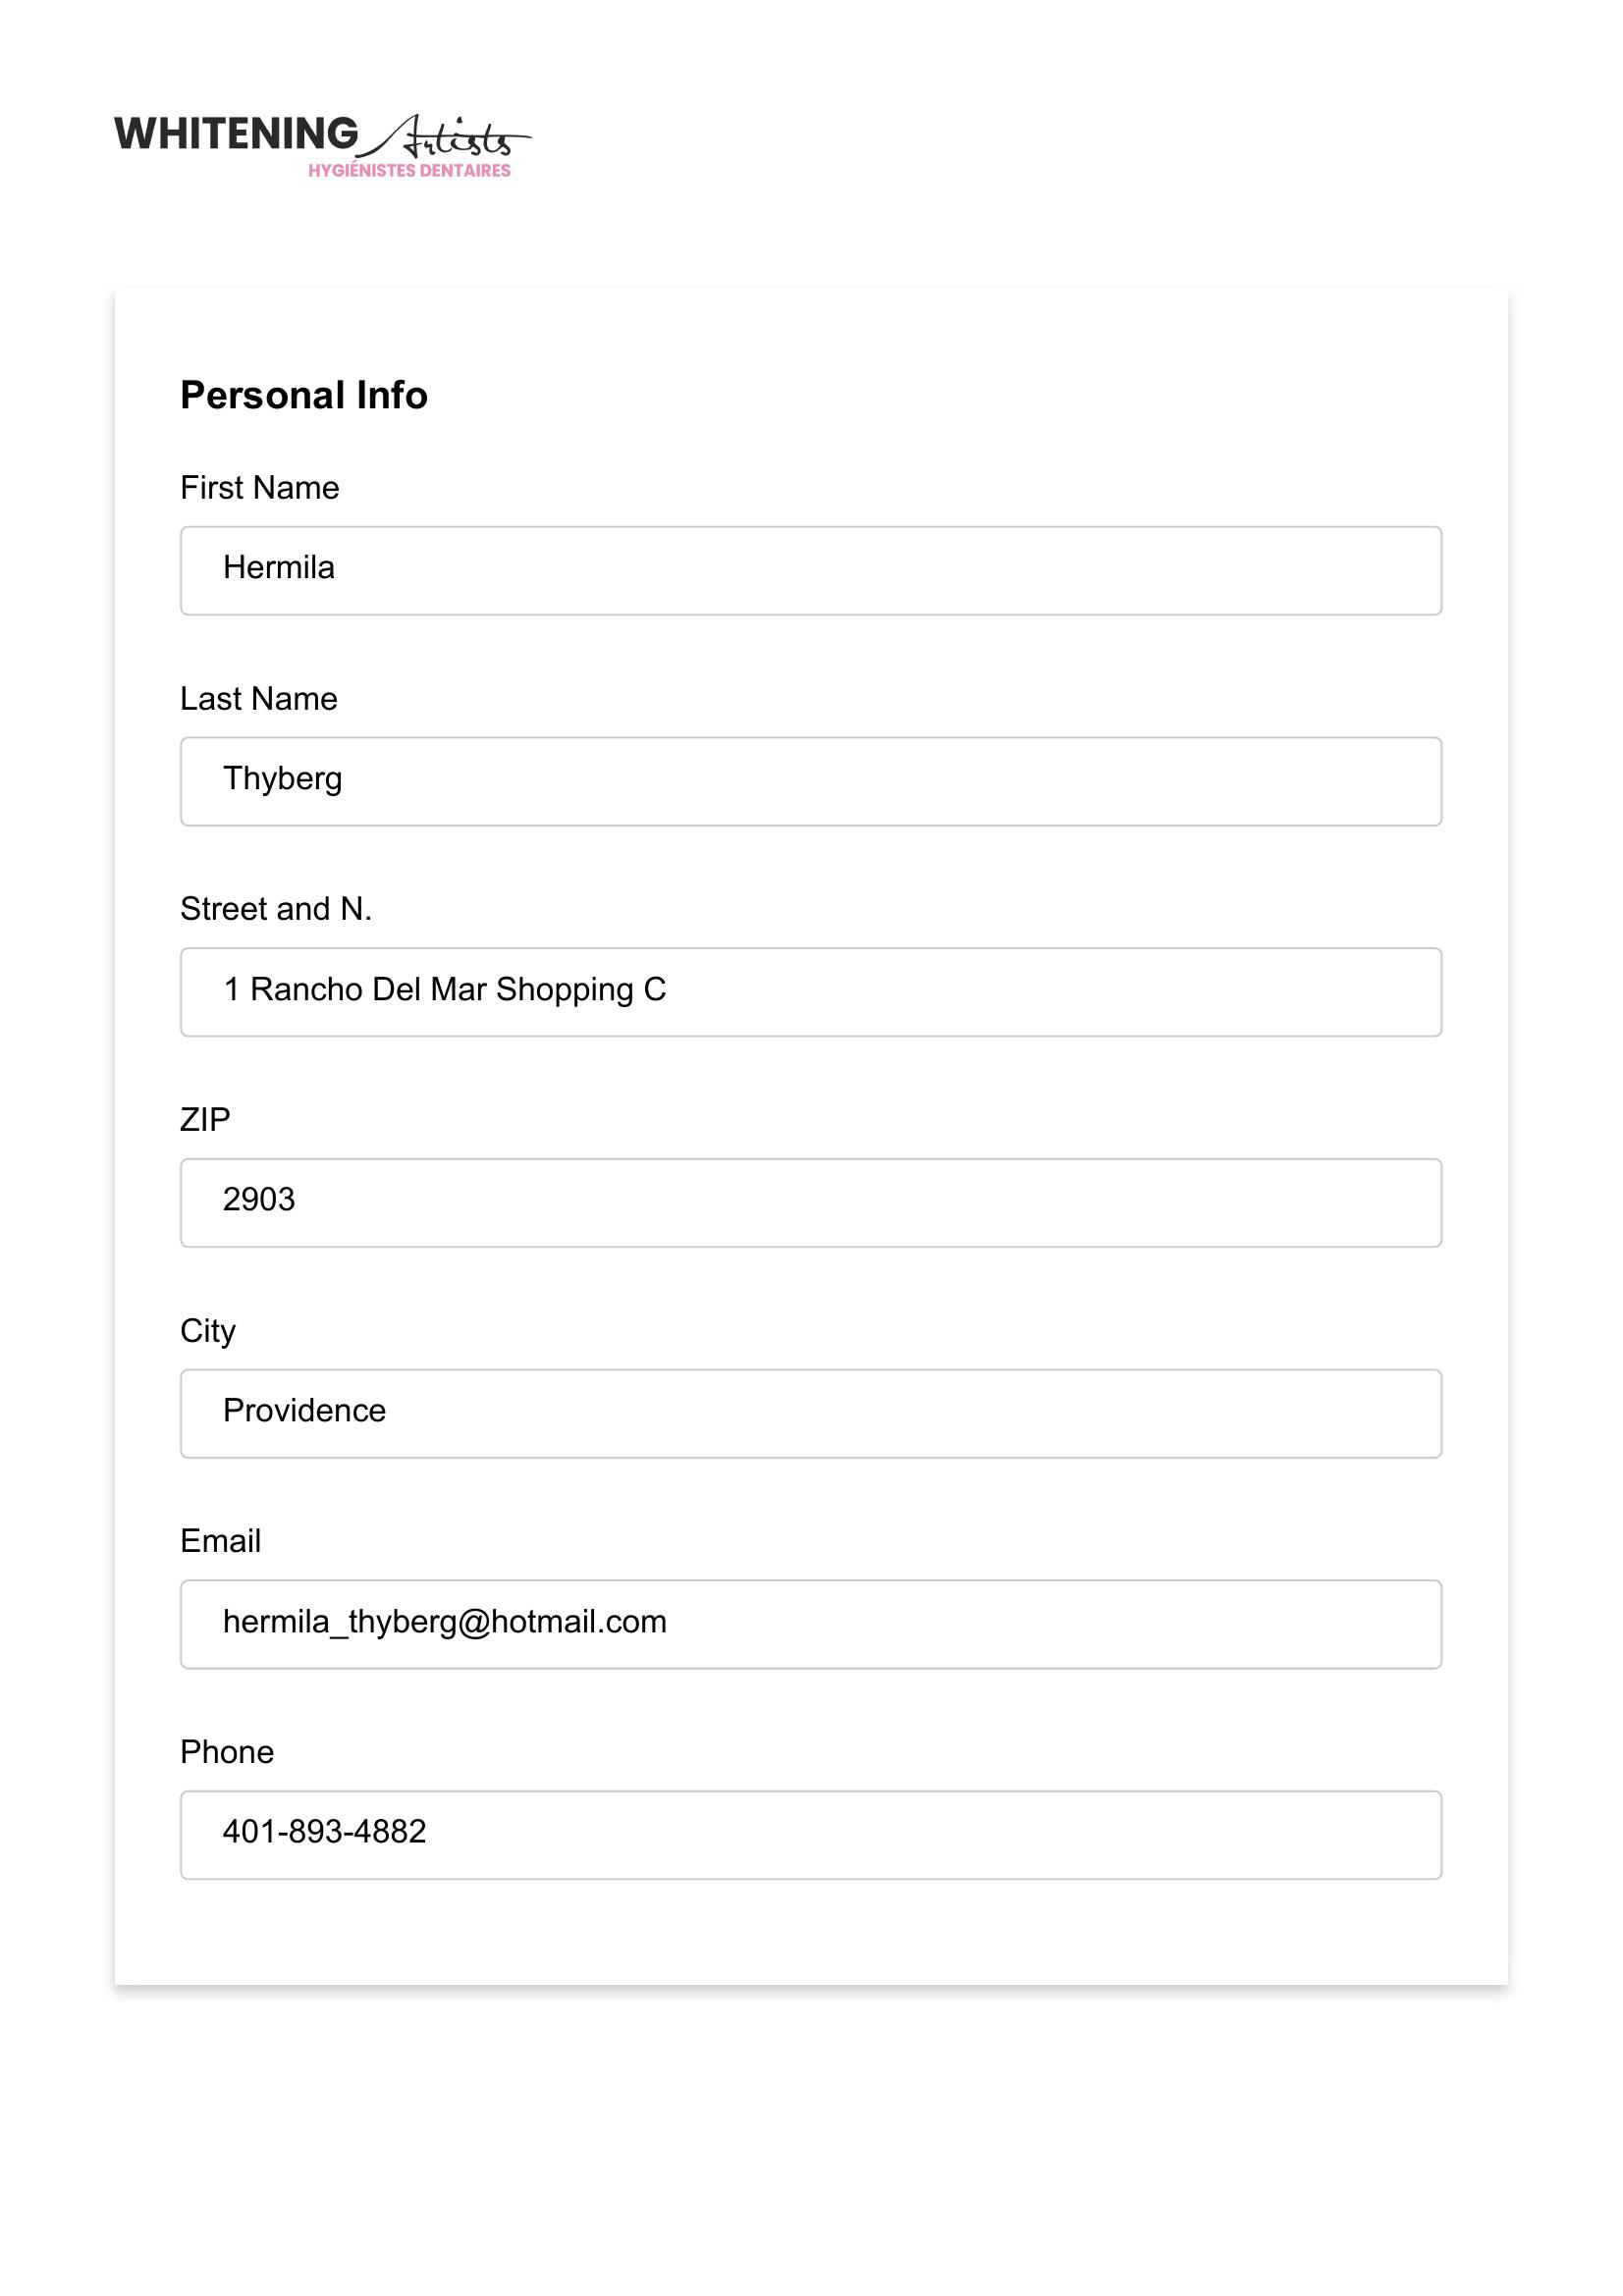 WHITENING Artists
HYGIÉNISTES DENTAIRES
Personal Info
First Name
Hermila
Last Name
Thyberg
Street and N.
1 Rancho Del Mar Shopping C
ZIP
2903
City
Providence
Email
hermila_thyberg@hotmail.com
Phone
401-893-4882